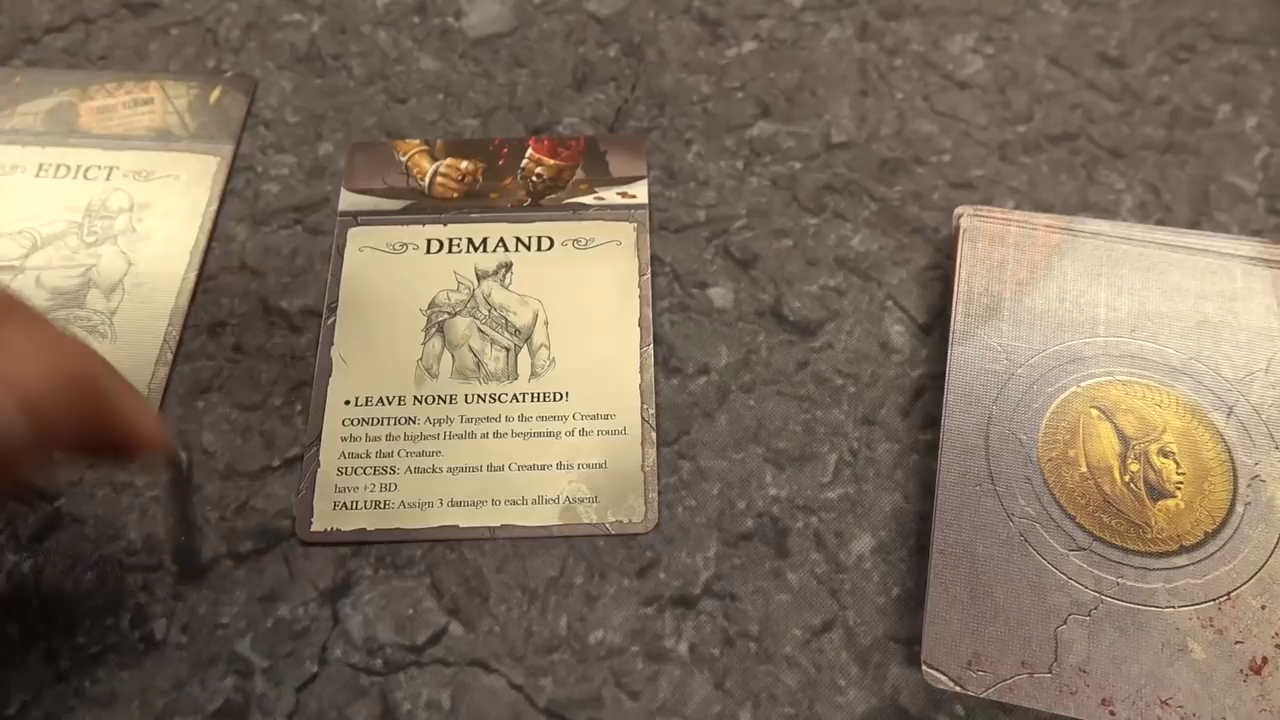 EDICT
DEMAND
• LEAVE NONE UNSCATHED!
CONDITION: Apply Targeted to the enemy Creature
who has the highest Health at the beginning of the round.
Attack that Creature.
SUCCESS: Attacks against that Creature this round
have +2 BD.
FAILURE: Assign 3 damage to each allied Assent.